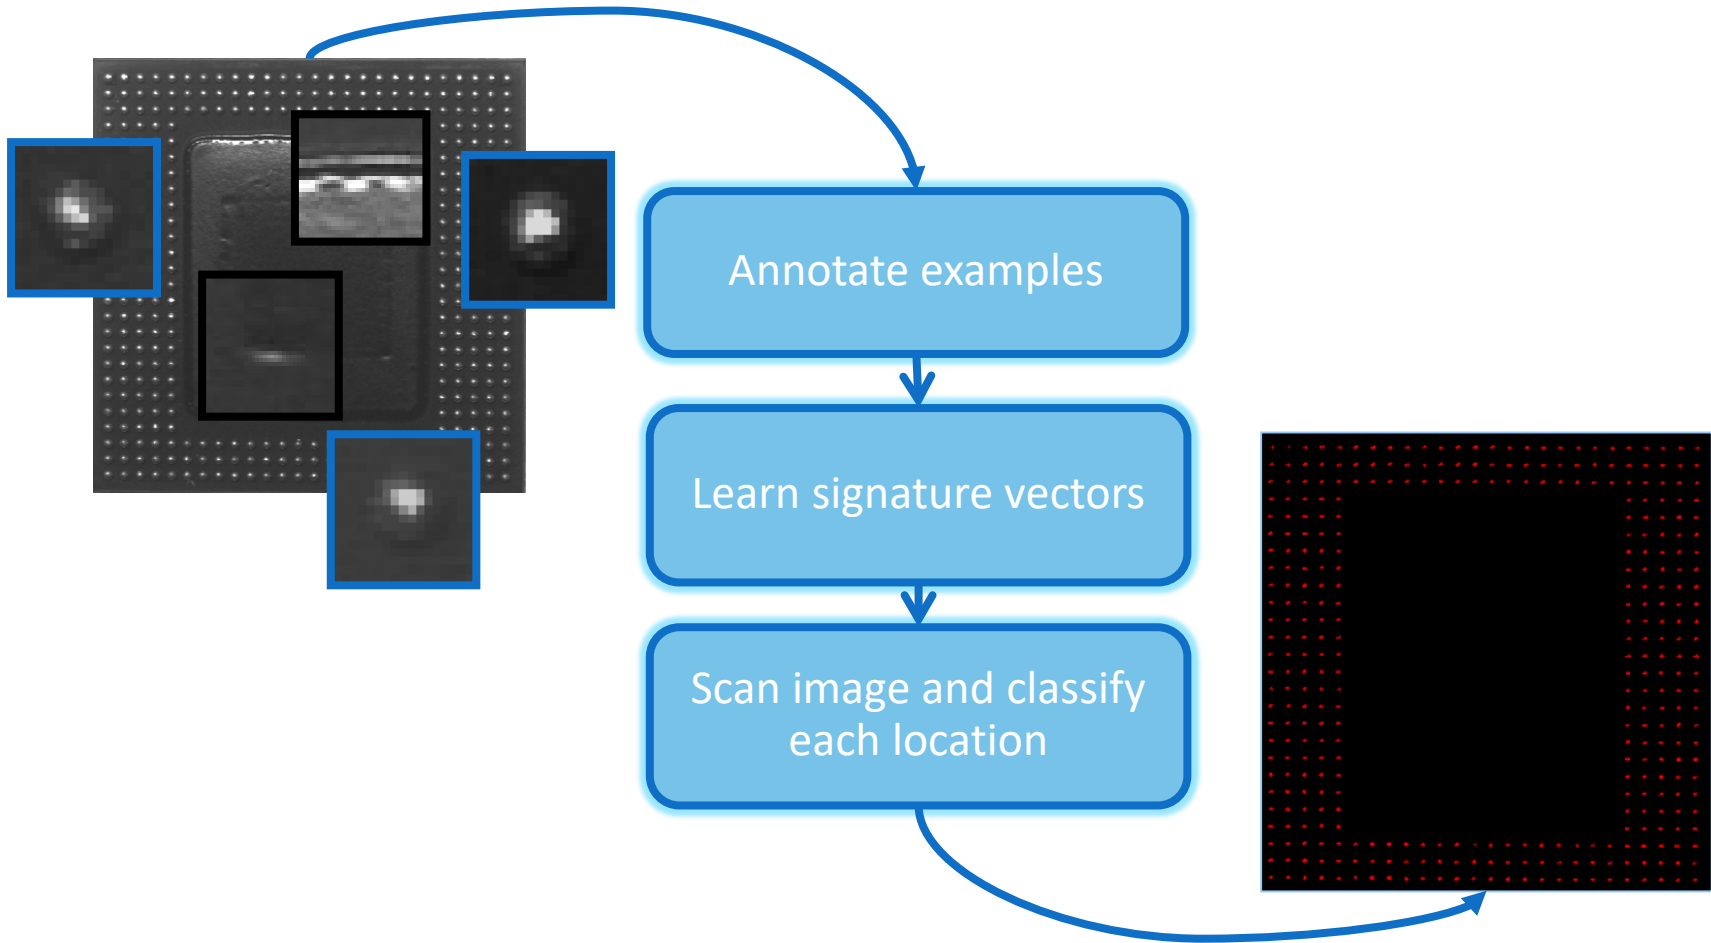 Annotate examples
Learn signature vectors
Scan image and classify
each location